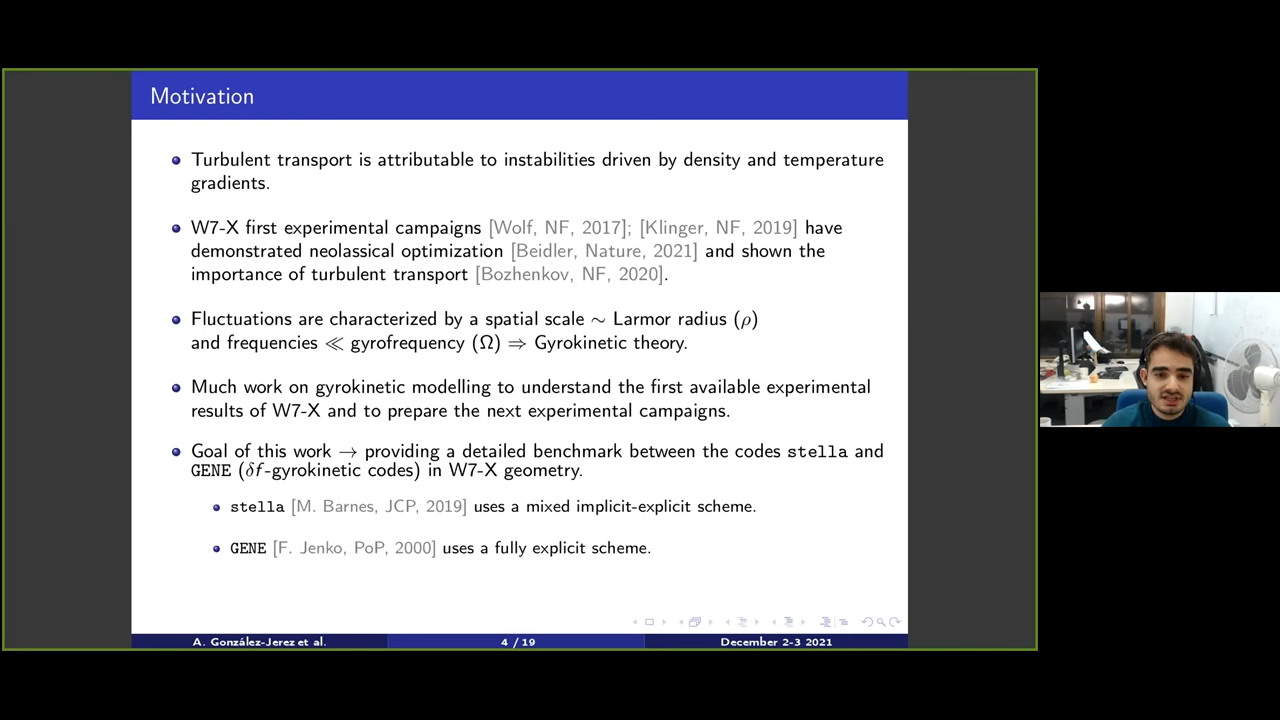 Motivation
Turbulent transport is attributable to instabilities driven by density and temperature
gradients.
W7-X first experimental campaigns [Wolf, NF, 2017]; [Klinger, NF, 2019] have
demonstrated neolassical optimization [Beidler, Nature, 2021] and shown the
importance of turbulent transport [Bozhenkov, NF, 2020].
Fluctuations are characterized by a spatial scale ∼ Larmor radius (ρ)
and frequencies ≪ gyrofrequency (Ω) ⇒ Gyrokinetic theory.
Much work on gyrokinetic modelling to understand the first available experimental
results of W7-X and to prepare the next experimental campaigns.
Goal of this work → providing a detailed benchmark between the codes stella and
GENE (δf-gyrokinetic codes) in W7-X geometry.
stella [M. Barnes, JCP, 2019] uses a mixed implicit-explicit scheme.
GENE [F. Jenko, PoP, 2000] uses a fully explicit scheme.
A. González-Jerez et al. 4 / 19 December 2-3 2021